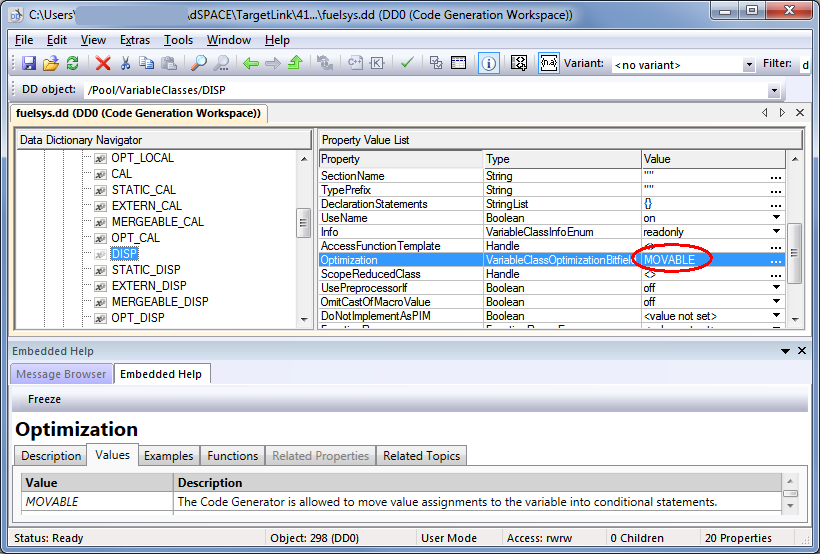 C:\Users\ \dSPACE\TargetLink\41...\fuelsys.dd (DD0 (Code Generation Workspace))
File Edit View Extras Tools Window Help
Variant: <no variant> Filter: d
DD object: /Pool/VariableClasses/DISP
fuelsys.dd (DD0 (Code Generation Workspace))
Data Dictionary Navigator
OPT_LOCAL
CAL
STATIC_CAL
EXTERN_CAL
MERGEABLE_CAL
OPT_CAL
DISP
STATIC_DISP
EXTERN_DISP
MERGEABLE_DISP
OPT_DISP
Property Value List
Property Type Value
SectionName String "" ...
TypePrefix String "" ...
DeclarationStatements StringList {} ...
UseName Boolean on
Info VariableClassInfoEnum readonly
AccessFunctionTemplate Handle <> ...
Optimization VariableClassOptimizationBitfield MOVABLE ...
ScopeReducedClass Handle <> ...
UsePreprocessorIf Boolean off
OmitCastOfMacroValue Boolean off
DoNotImplementAsPIM Boolean <value not set>
Embedded Help
Message Browser Embedded Help
Freeze
Optimization
Description Values Examples Functions Related Properties Related Topics
Value Description
MOVABLE The Code Generator is allowed to move value assignments to the variable into conditional statements.
Status: Ready Object: 298 (DD0) User Mode Access: rwrw 0 Children 20 Properties